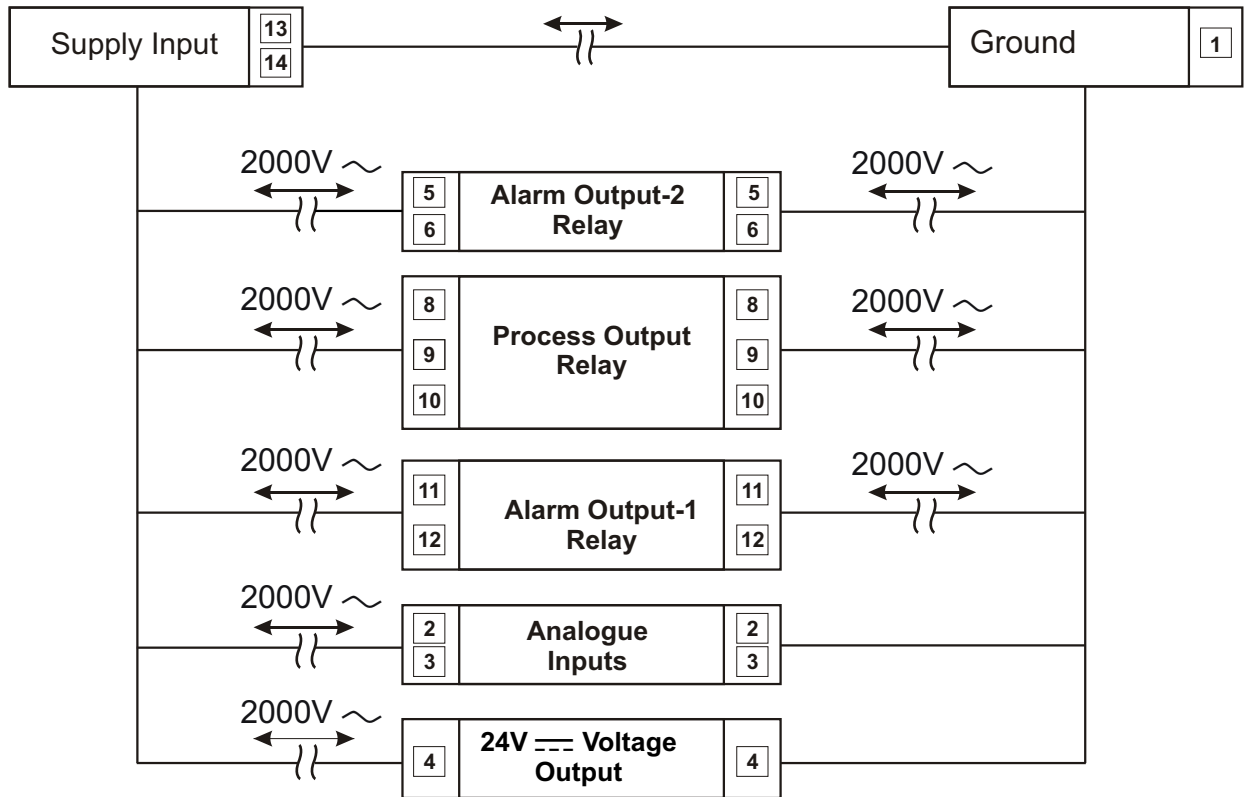 Supply Input
13
14
Ground
1
2000V ~
2000V ~
5
6
Alarm Output-2
Relay
5
6
2000V ~
2000V ~
8
9
10
Process Output
Relay
8
9
10
2000V ~
2000V ~
11
12
Alarm Output-1
Relay
11
12
2000V ~
2
3
Analogue
Inputs
2
3
2000V ~
4
24V ⎓ Voltage
Output
4